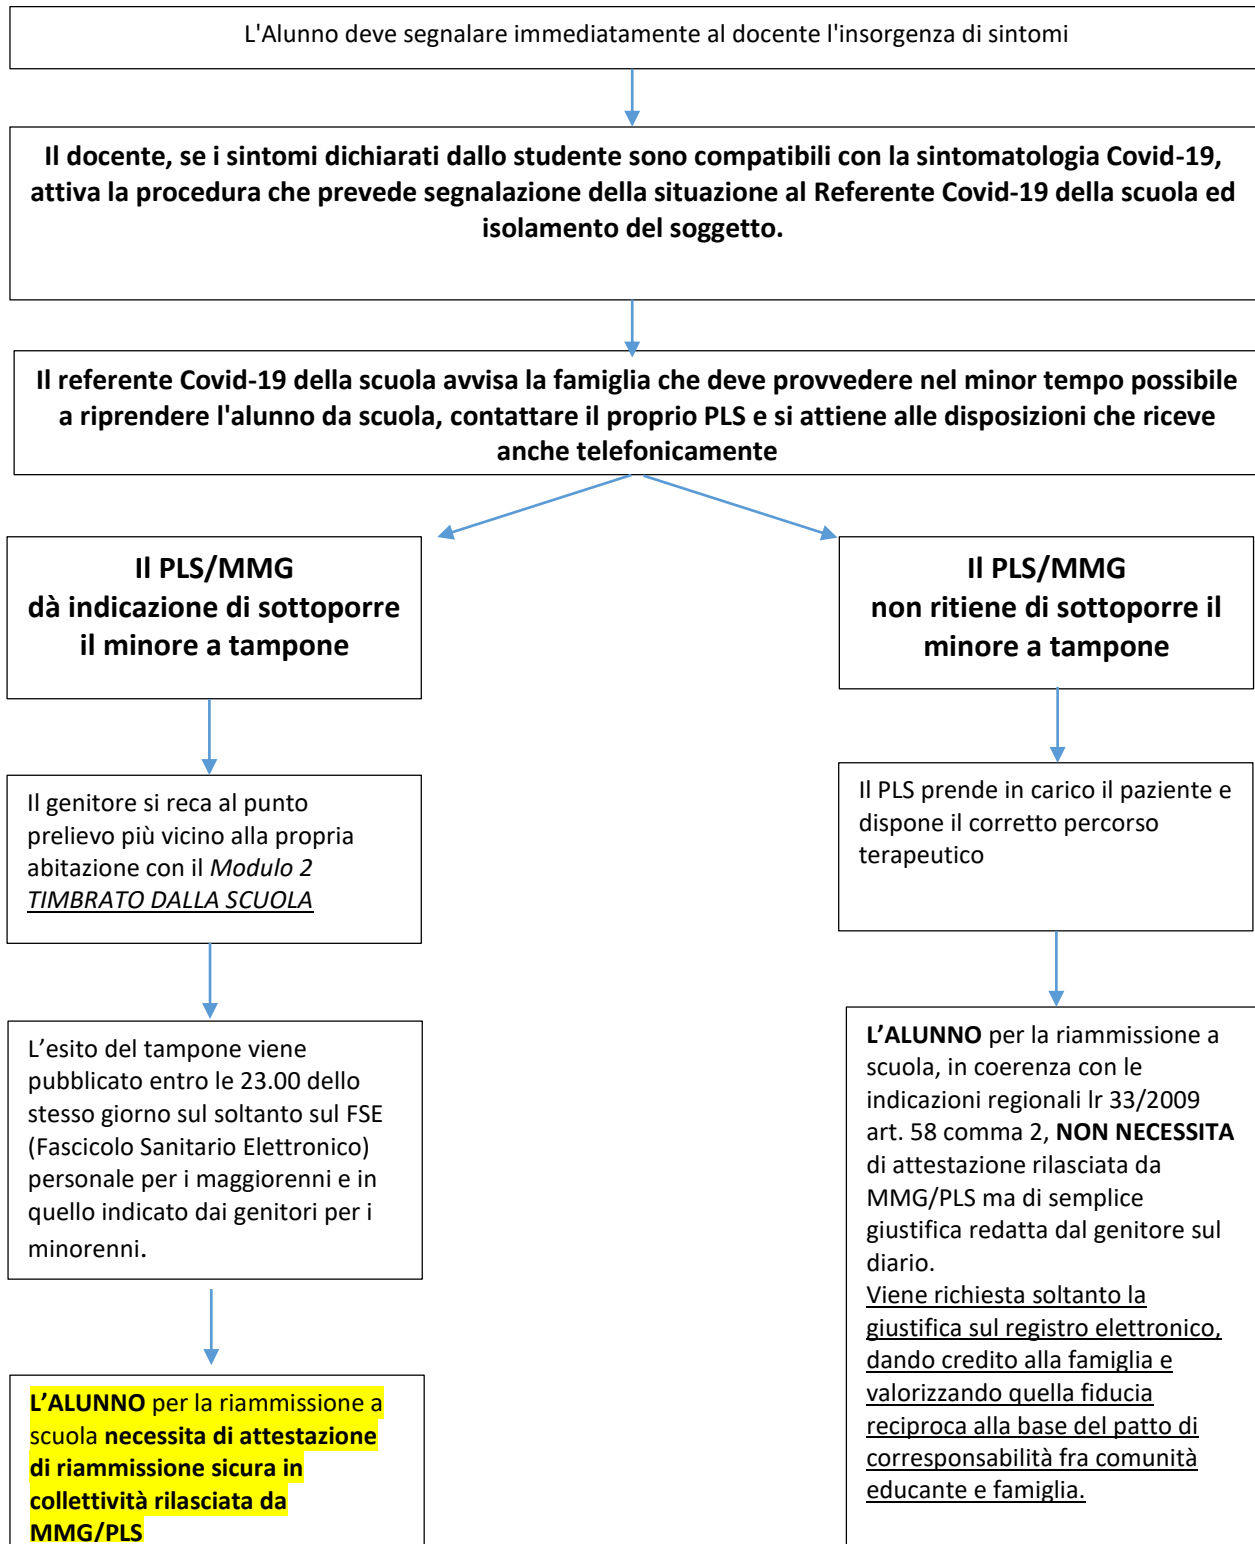 L'Alunno deve segnalare immediatamente al docente l'insorgenza di sintomi
Il docente, se i sintomi dichiarati dallo studente sono compatibili con la sintomatologia Covid-19,
attiva la procedura che prevede segnalazione della situazione al Referente Covid-19 della scuola ed
isolamento del soggetto.
Il referente Covid-19 della scuola avvisa la famiglia che deve provvedere nel minor tempo possibile
a riprendere l'alunno da scuola, contattare il proprio PLS e si attiene alle disposizioni che riceve
anche telefonicamente
Il PLS/MMG
dà indicazione di sottoporre
il minore a tampone
Il genitore si reca al punto
prelievo più vicino alla propria
abitazione con il Modulo 2
TIMBRATO DALLA SCUOLA
L’esito del tampone viene
pubblicato entro le 23.00 dello
stesso giorno sul soltanto sul FSE
(Fascicolo Sanitario Elettronico)
personale per i maggiorenni e in
quello indicato dai genitori per i
minorenni.
L’ALUNNO per la riammissione a
scuola necessita di attestazione
di riammissione sicura in
collettività rilasciata da
MMG/PLS
Il PLS/MMG
non ritiene di sottoporre il
minore a tampone
Il PLS prende in carico il paziente e
dispone il corretto percorso
terapeutico
L’ALUNNO per la riammissione a
scuola, in coerenza con le
indicazioni regionali lr 33/2009
art. 58 comma 2, NON NECESSITA
di attestazione rilasciata da
MMG/PLS ma di semplice
giustifica redatta dal genitore sul
diario.
Viene richiesta soltanto la
giustifica sul registro elettronico,
dando credito alla famiglia e
valorizzando quella fiducia
reciproca alla base del patto di
corresponsabilità fra comunità
educante e famiglia.